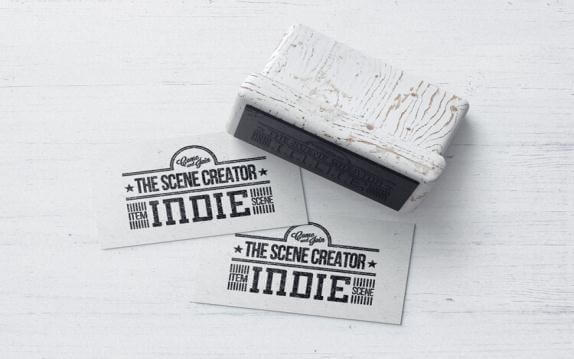 Come
and Join
★ THE SCENE CREATOR ★
ITEM INDIE SCENE
Come
and Join
★ THE SCENE CREATOR ★
ITEM INDIE SCENE